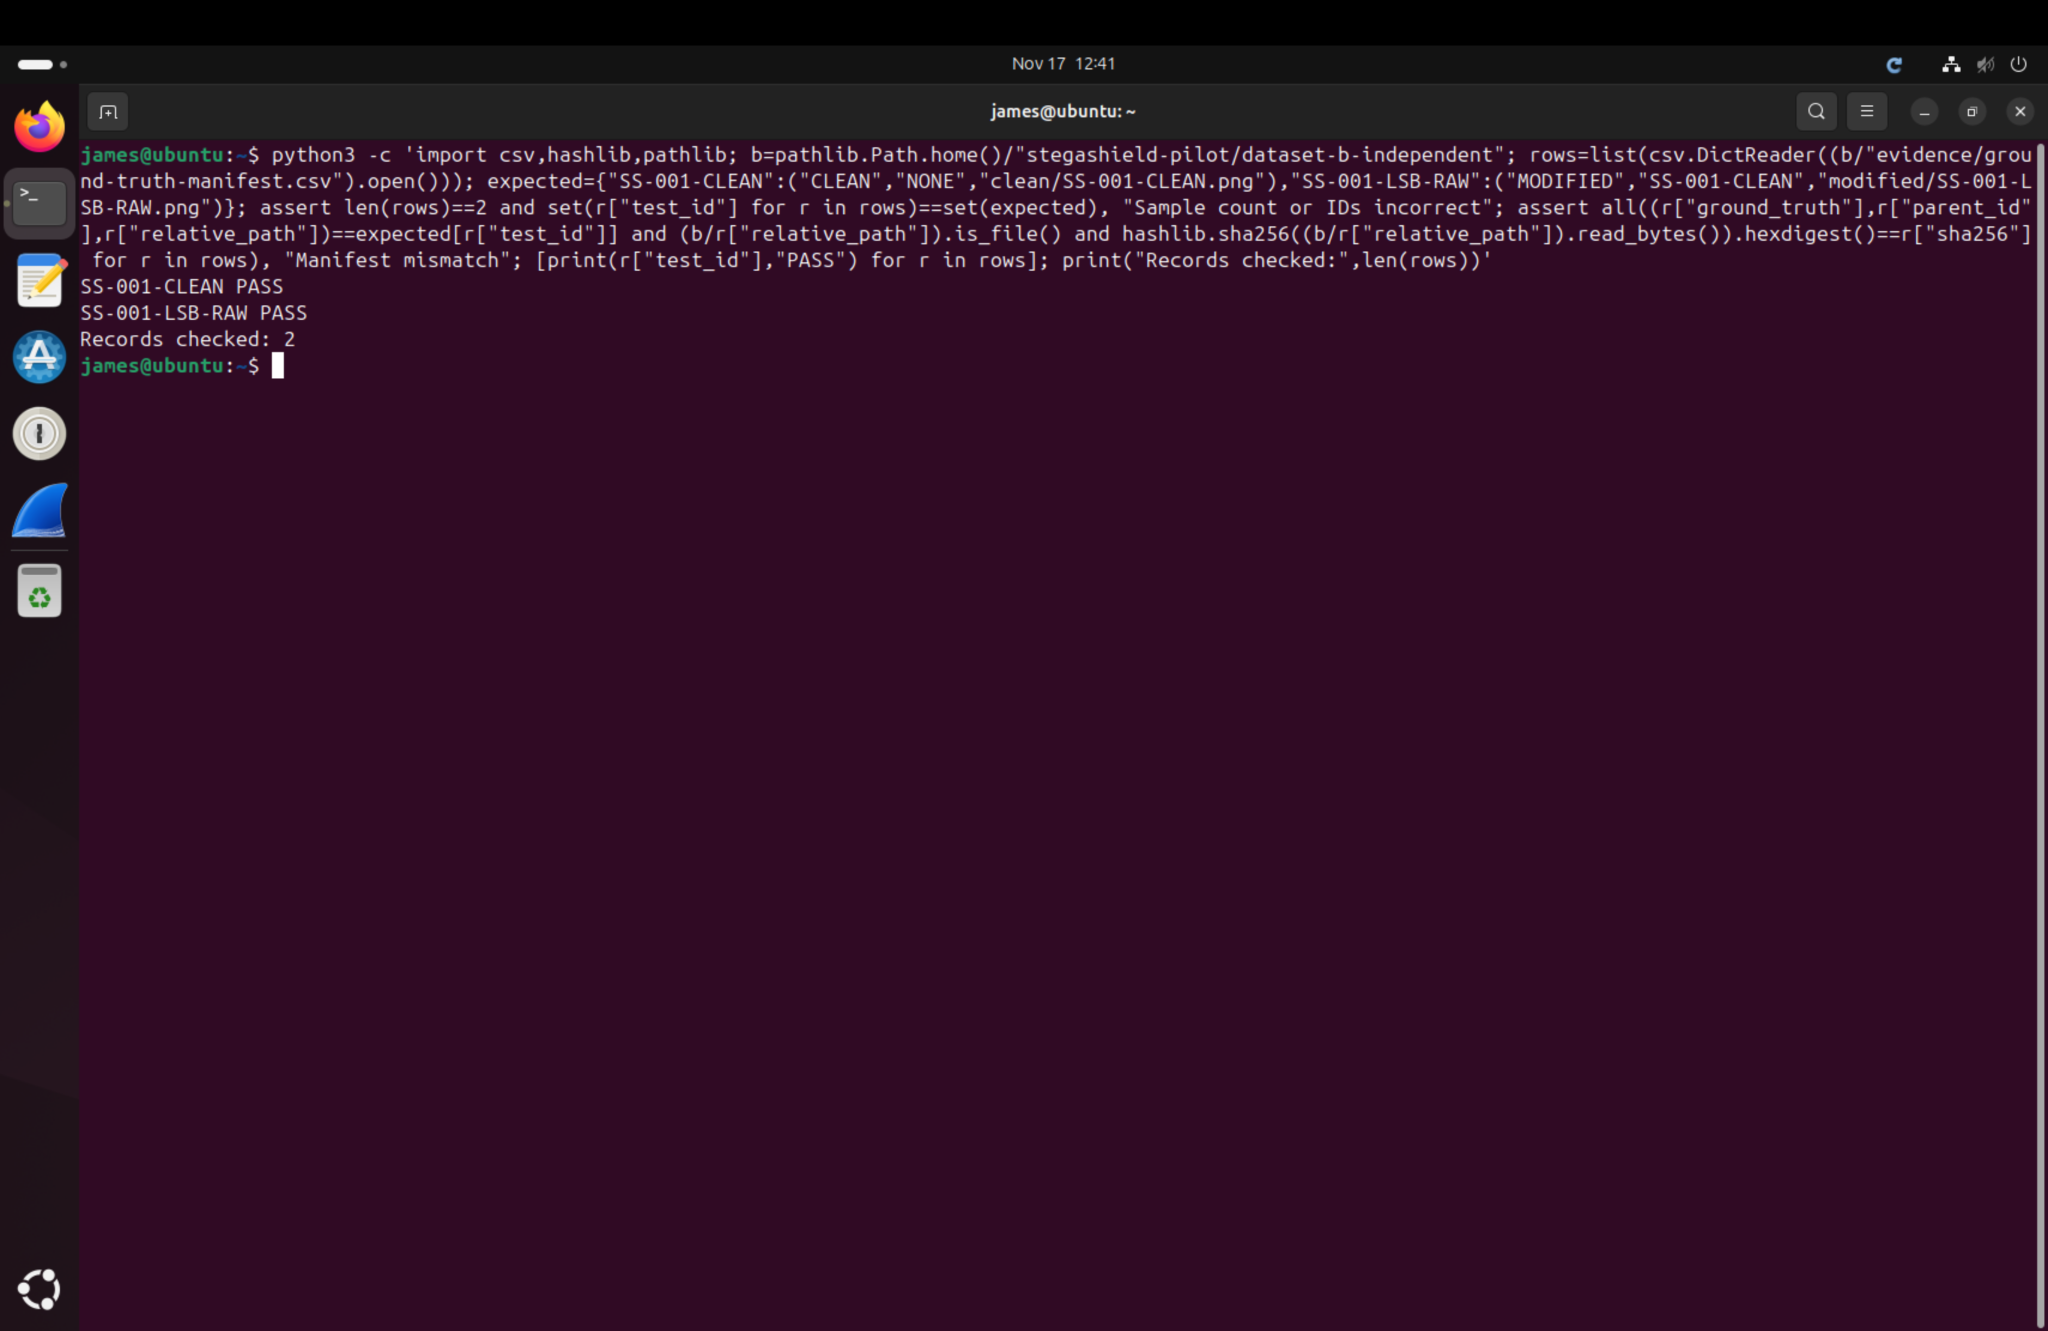 Nov 17 12:41
james@ubuntu: ~
james@ubuntu:~$ python3 -c 'import csv,hashlib,pathlib; b=pathlib.Path.home()/"stegashield-pilot/dataset-b-independent"; rows=list(csv.DictReader((b/"evidence/grou
nd-truth-manifest.csv").open())); expected={"SS-001-CLEAN":("CLEAN","NONE","clean/SS-001-CLEAN.png"),"SS-001-LSB-RAW":("MODIFIED","SS-001-CLEAN","modified/SS-001-L
SB-RAW.png")}; assert len(rows)==2 and set(r["test_id"] for r in rows)==set(expected), "Sample count or IDs incorrect"; assert all((r["ground_truth"],r["parent_id"
],r["relative_path"])==expected[r["test_id"]] and (b/r["relative_path"]).is_file() and hashlib.sha256((b/r["relative_path"]).read_bytes()).hexdigest()==r["sha256"]
 for r in rows), "Manifest mismatch"; [print(r["test_id"],"PASS") for r in rows]; print("Records checked:",len(rows))'
SS-001-CLEAN PASS
SS-001-LSB-RAW PASS
Records checked: 2
james@ubuntu:~$